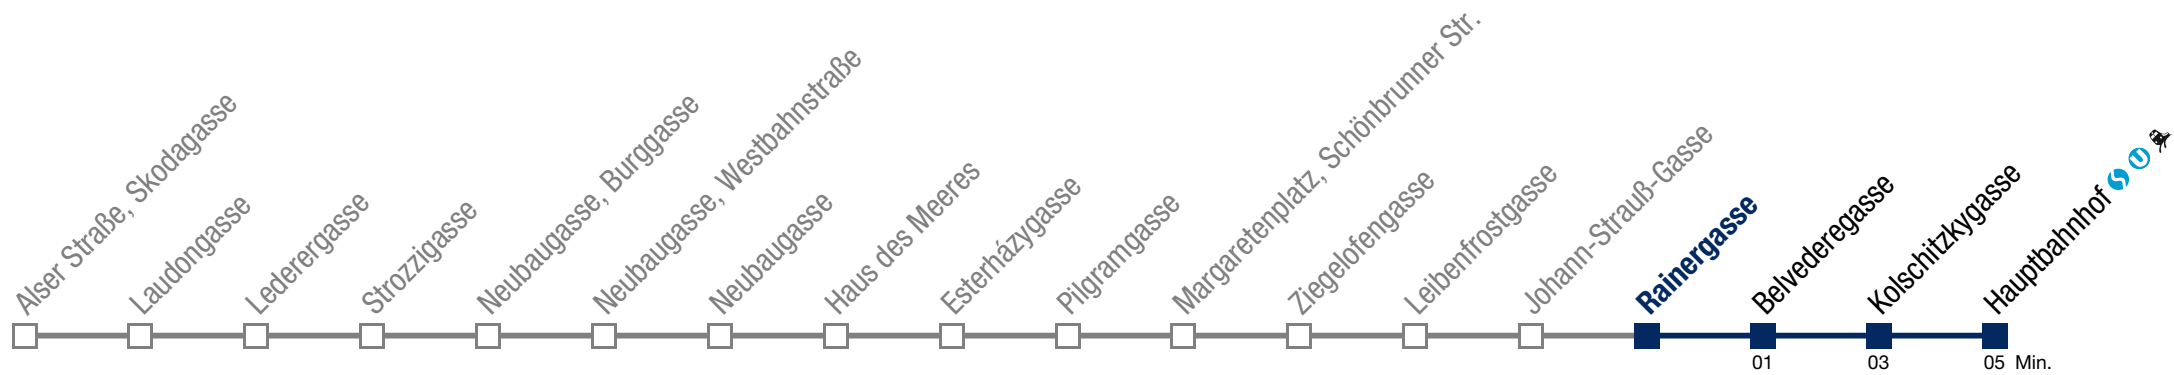 Alser Straße, Skodagasse
Laudongasse
Lederergasse
Strozzigasse
Neubaugasse, Burggasse
Neubaugasse, Westbahnstraße
Neubaugasse
Haus des Meeres
Esterházygasse
Pilgramgasse
Margaretenplatz, Schönbrunner Str.
Ziegelofengasse
Leibenfrostgasse
Johann-Strauß-Gasse
Rainergasse
Belvederegasse
Kolschitzkygasse
Hauptbahnhof S U
01 03 05 Min.